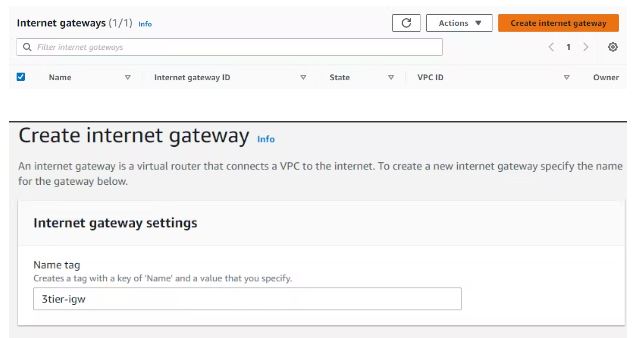 Internet gateways (1/1) Info
Actions ▼ Create internet gateway
Filter internet gateways
1
Name Internet gateway ID State VPC ID Owner
Create internet gateway Info
An internet gateway is a virtual router that connects a VPC to the internet. To create a new internet gateway specify the name
for the gateway below.
Internet gateway settings
Name tag
Creates a tag with a key of 'Name' and a value that you specify.
3tier-igw